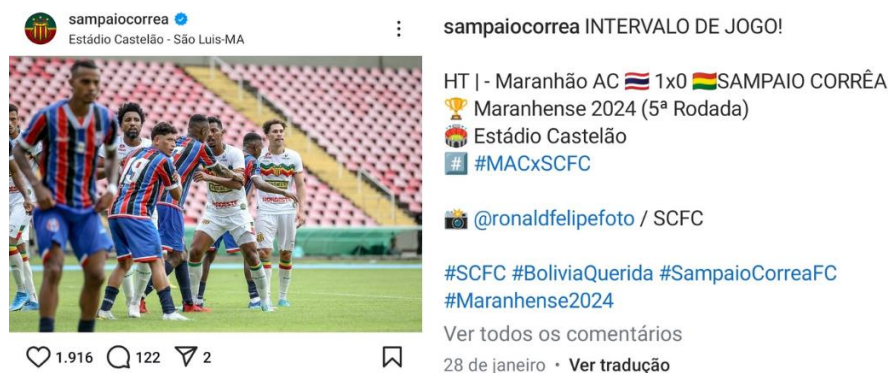 sampaiocorrea
Estádio Castelão - São Luis-MA
19
1.916 122 2
sampaiocorrea INTERVALO DE JOGO!
HT | - Maranhão AC 🇹🇭 1x0 🇧🇴SAMPAIO CORRÊA
🏆 Maranhense 2024 (5ª Rodada)
🏟 Estádio Castelão
#️⃣ #MACxSCFC
📸 @ronaldfelipefoto / SCFC
#SCFC #BoliviaQuerida #SampaioCorreaFC
#Maranhense2024
Ver todos os comentários
28 de janeiro • Ver tradução